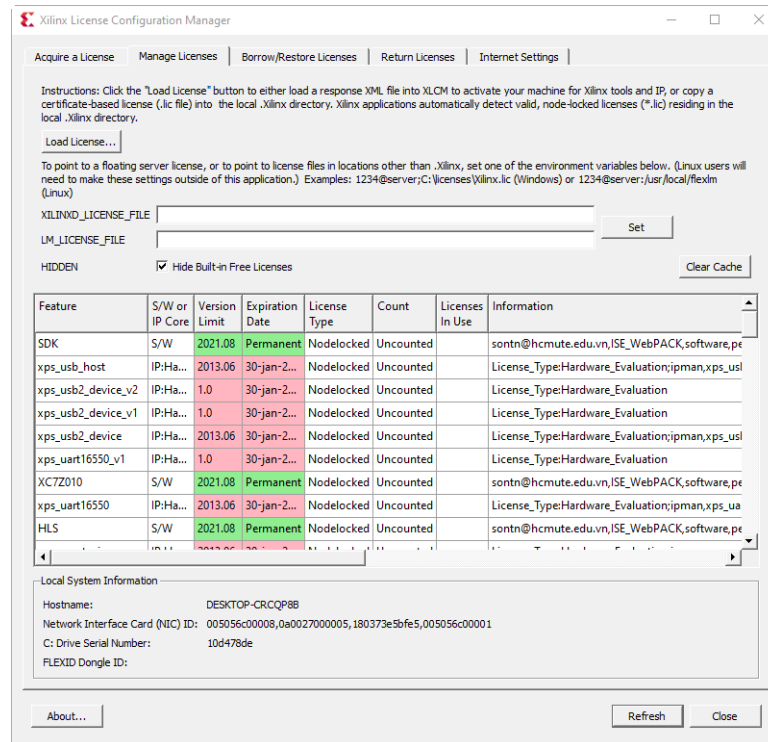 Xilinx License Configuration Manager
Acquire a License Manage Licenses Borrow/Restore Licenses Return Licenses Internet Settings
Instructions: Click the "Load License" button to either load a response XML file into XLCM to activate your machine for Xilinx tools and IP, or copy a
certificate-based license (.lic file) into the local .Xilinx directory. Xilinx applications automatically detect valid, node-locked licenses (*.lic) residing in the
local .Xilinx directory.
Load License...
To point to a floating server license, or to point to license files in locations other than .Xilinx, set one of the environment variables below. (Linux users will
need to make these settings outside of this application.) Examples: 1234@server;C:\licenses\Xilinx.lic (Windows) or 1234@server:/usr/local/flexlm
(Linux)
XILINXD_LICENSE_FILE
Set
LM_LICENSE_FILE
HIDDEN Hide Built-in Free Licenses Clear Cache
Feature S/W or IP Core Version Limit Expiration Date License Type Count Licenses In Use Information
SDK S/W 2021.08 Permanent Nodelocked Uncounted sontn@hcmute.edu.vn,ISE_WebPACK,software,pe
xps_usb_host IP:Ha... 2013.06 30-jan-2... Nodelocked Uncounted License_Type:Hardware_Evaluation;ipman,xps_usl
xps_usb2_device_v2 IP:Ha... 1.0 30-jan-2... Nodelocked Uncounted License_Type:Hardware_Evaluation
xps_usb2_device_v1 IP:Ha... 1.0 30-jan-2... Nodelocked Uncounted License_Type:Hardware_Evaluation
xps_usb2_device IP:Ha... 2013.06 30-jan-2... Nodelocked Uncounted License_Type:Hardware_Evaluation;ipman,xps_usl
xps_uart16550_v1 IP:Ha... 1.0 30-jan-2... Nodelocked Uncounted License_Type:Hardware_Evaluation
XC7Z010 S/W 2021.08 Permanent Nodelocked Uncounted sontn@hcmute.edu.vn,ISE_WebPACK,software,pe
xps_uart16550 IP:Ha... 2013.06 30-jan-2... Nodelocked Uncounted License_Type:Hardware_Evaluation;ipman,xps_ua
HLS S/W 2021.08 Permanent Nodelocked Uncounted sontn@hcmute.edu.vn,ISE_WebPACK,software,pe
Local System Information
Hostname: DESKTOP-CRCQP8B
Network Interface Card (NIC) ID: 005056c00008,0a0027000005,180373e5bfe5,005056c00001
C: Drive Serial Number: 10d478de
FLEXID Dongle ID:
About... Refresh Close